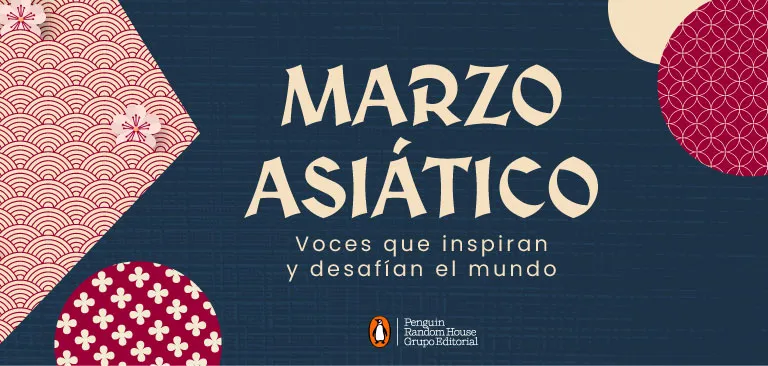 MARZO
ASIÁTICO
Voces que inspiran
y desafían el mundo
Penguin
Random House
Grupo Editorial